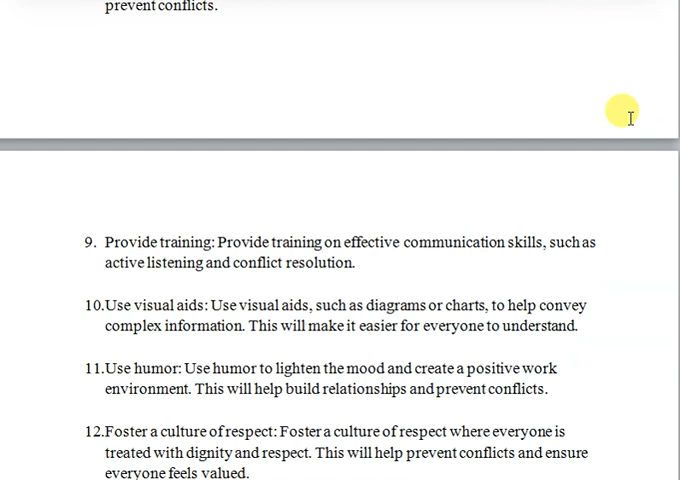 prevent conflicts.
9. Provide training: Provide training on effective communication skills, such as
active listening and conflict resolution.
10.Use visual aids: Use visual aids, such as diagrams or charts, to help convey
complex information. This will make it easier for everyone to understand.
11.Use humor: Use humor to lighten the mood and create a positive work
environment. This will help build relationships and prevent conflicts.
12.Foster a culture of respect: Foster a culture of respect where everyone is
treated with dignity and respect. This will help prevent conflicts and ensure
everyone feels valued.